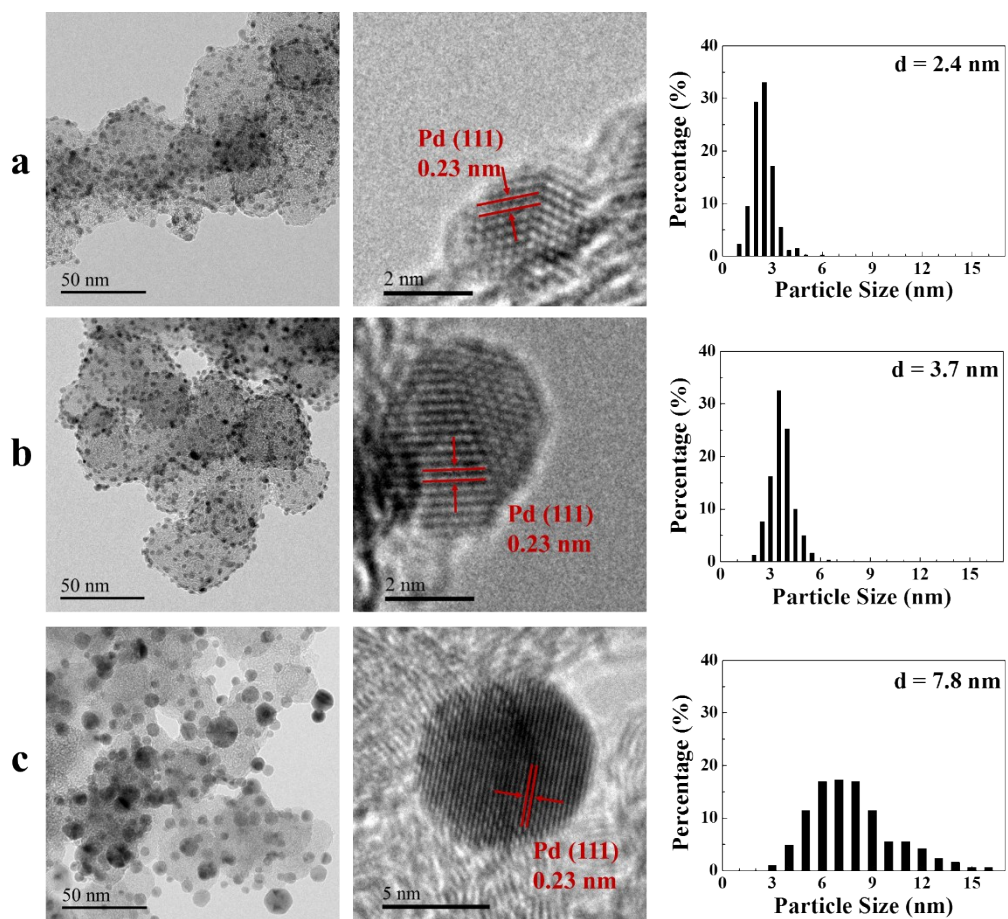 a
50 nm
Pd (111)
0.23 nm
2 nm
d = 2.4 nm
Percentage (%)
40
30
20
10
0
0 3 6 9 12 15
Particle Size (nm)
b
50 nm
Pd (111)
0.23 nm
2 nm
d = 3.7 nm
Percentage (%)
40
30
20
10
0
0 3 6 9 12 15
Particle Size (nm)
c
50 nm
Pd (111)
0.23 nm
5 nm
d = 7.8 nm
Percentage (%)
40
30
20
10
0
0 3 6 9 12 15
Particle Size (nm)